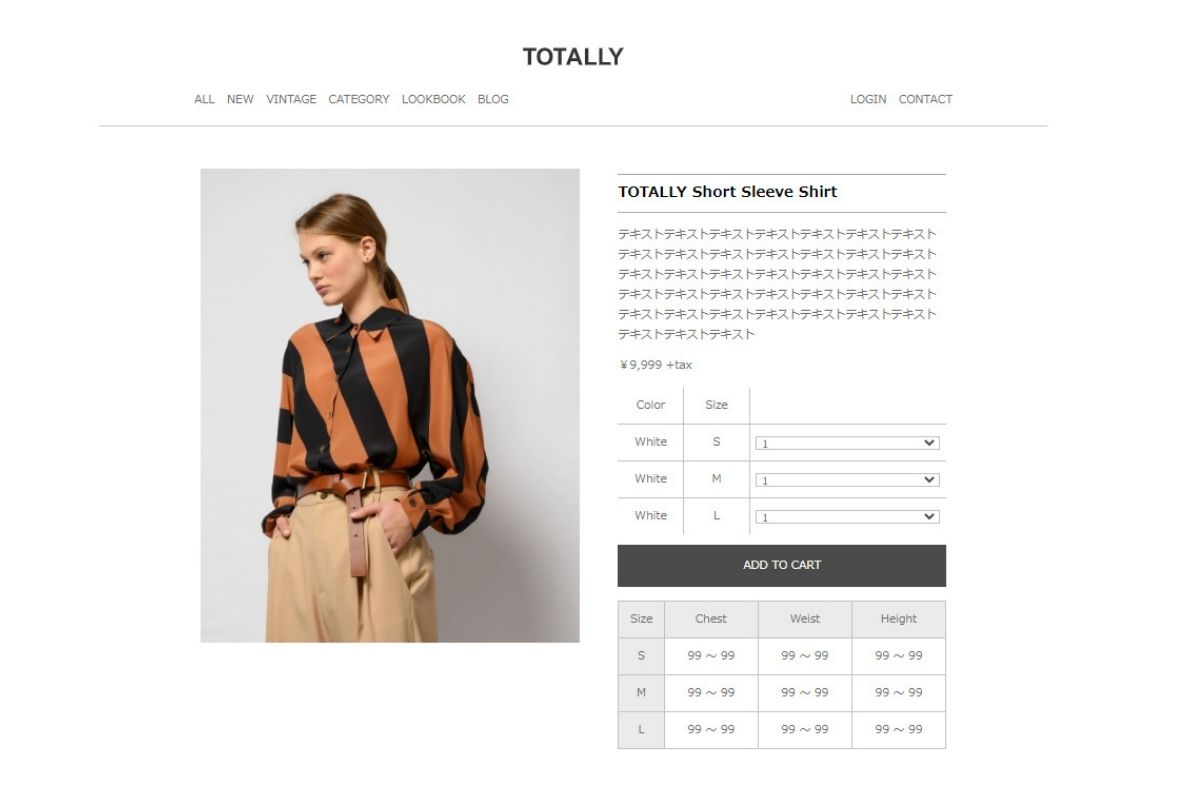 TOTALLY
ALL NEW VINTAGE CATEGORY LOOKBOOK BLOG LOGIN CONTACT
TOTALLY Short Sleeve Shirt
テキストテキストテキストテキストテキストテキストテキスト
テキストテキストテキストテキストテキストテキストテキスト
テキストテキストテキストテキストテキストテキストテキスト
テキストテキストテキストテキストテキストテキストテキスト
テキストテキストテキストテキストテキストテキストテキスト
テキストテキストテキスト
¥9,999 +tax
Color Size
White S 1
White M 1
White L 1
ADD TO CART
Size Chest Weist Height
S 99 ～ 99 99 ～ 99 99 ～ 99
M 99 ～ 99 99 ～ 99 99 ～ 99
L 99 ～ 99 99 ～ 99 99 ～ 99